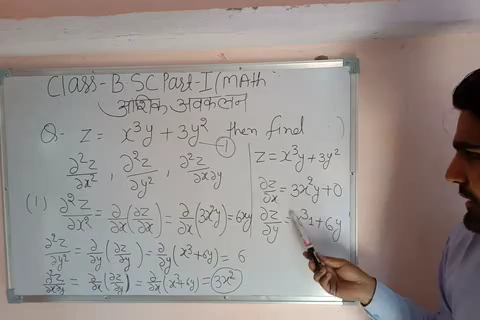 Class-B.SC Part-I (MATH)
आंशिक अवकलन
Q:- z = x³y + 3y² —① then find
∂²z/∂x² , ∂²z/∂y² , ∂²z/∂x∂y
(1) ∂²z/∂x² = ∂/∂x (∂z/∂x) = ∂/∂x (3x²y) = 6xy
∂²z/∂y² = ∂/∂y (∂z/∂y) = ∂/∂y (x³+6y) = 6
∂²z/∂x∂y = ∂/∂x (∂z/∂y) = ∂/∂x (x³+6y) = 3x²
z = x³y + 3y²
∂z/∂x = 3x²y + 0
∂z/∂y = x³1 + 6y